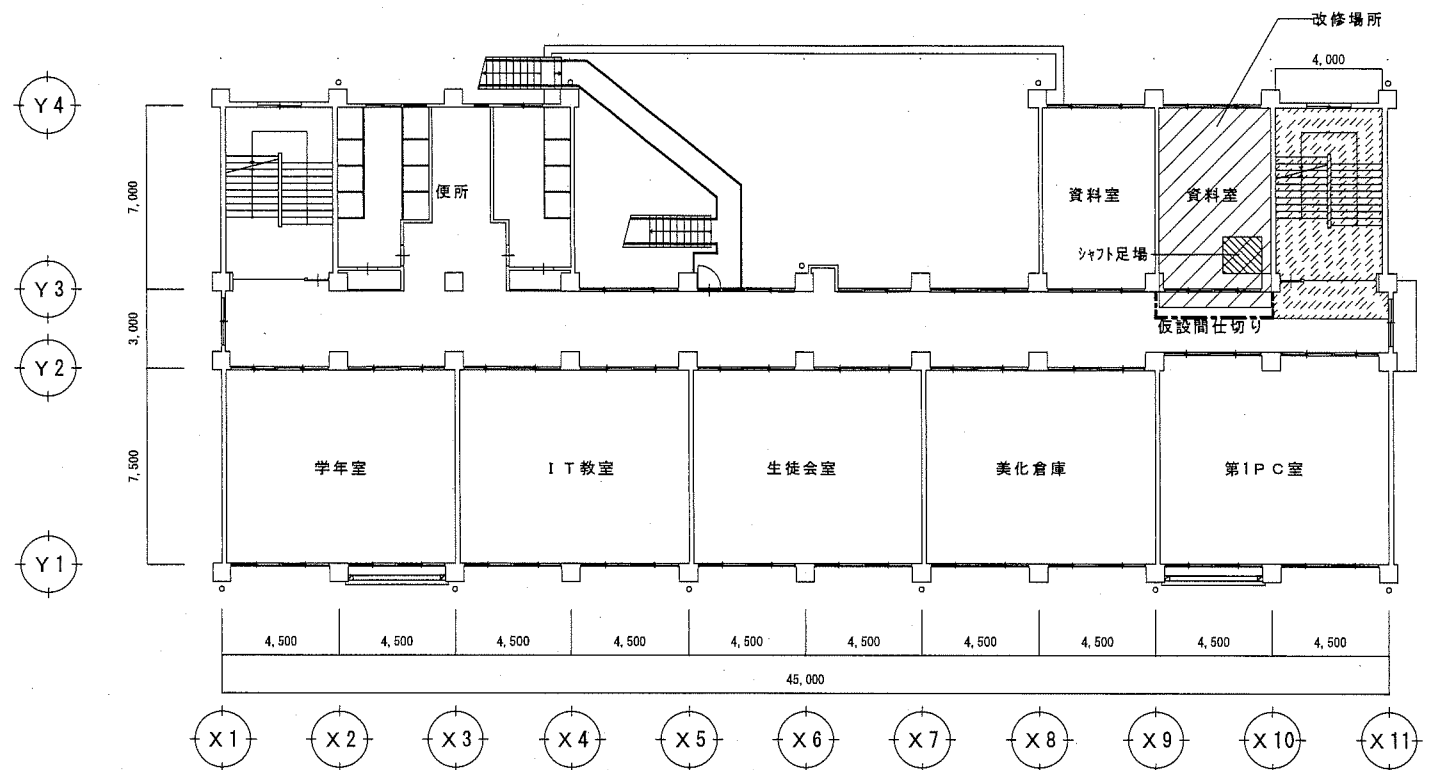 改修場所
4,000
Y4
7,000
便所
資料室
資料室
シャフト足場
Y3
3,000
仮設間仕切り
Y2
7,500
学年室
IT教室
生徒会室
美化倉庫
第1PC室
Y1
4,500
4,500
4,500
4,500
4,500
4,500
4,500
4,500
4,500
4,500
45,000
X1
X2
X3
X4
X5
X6
X7
X8
X9
X10
X11